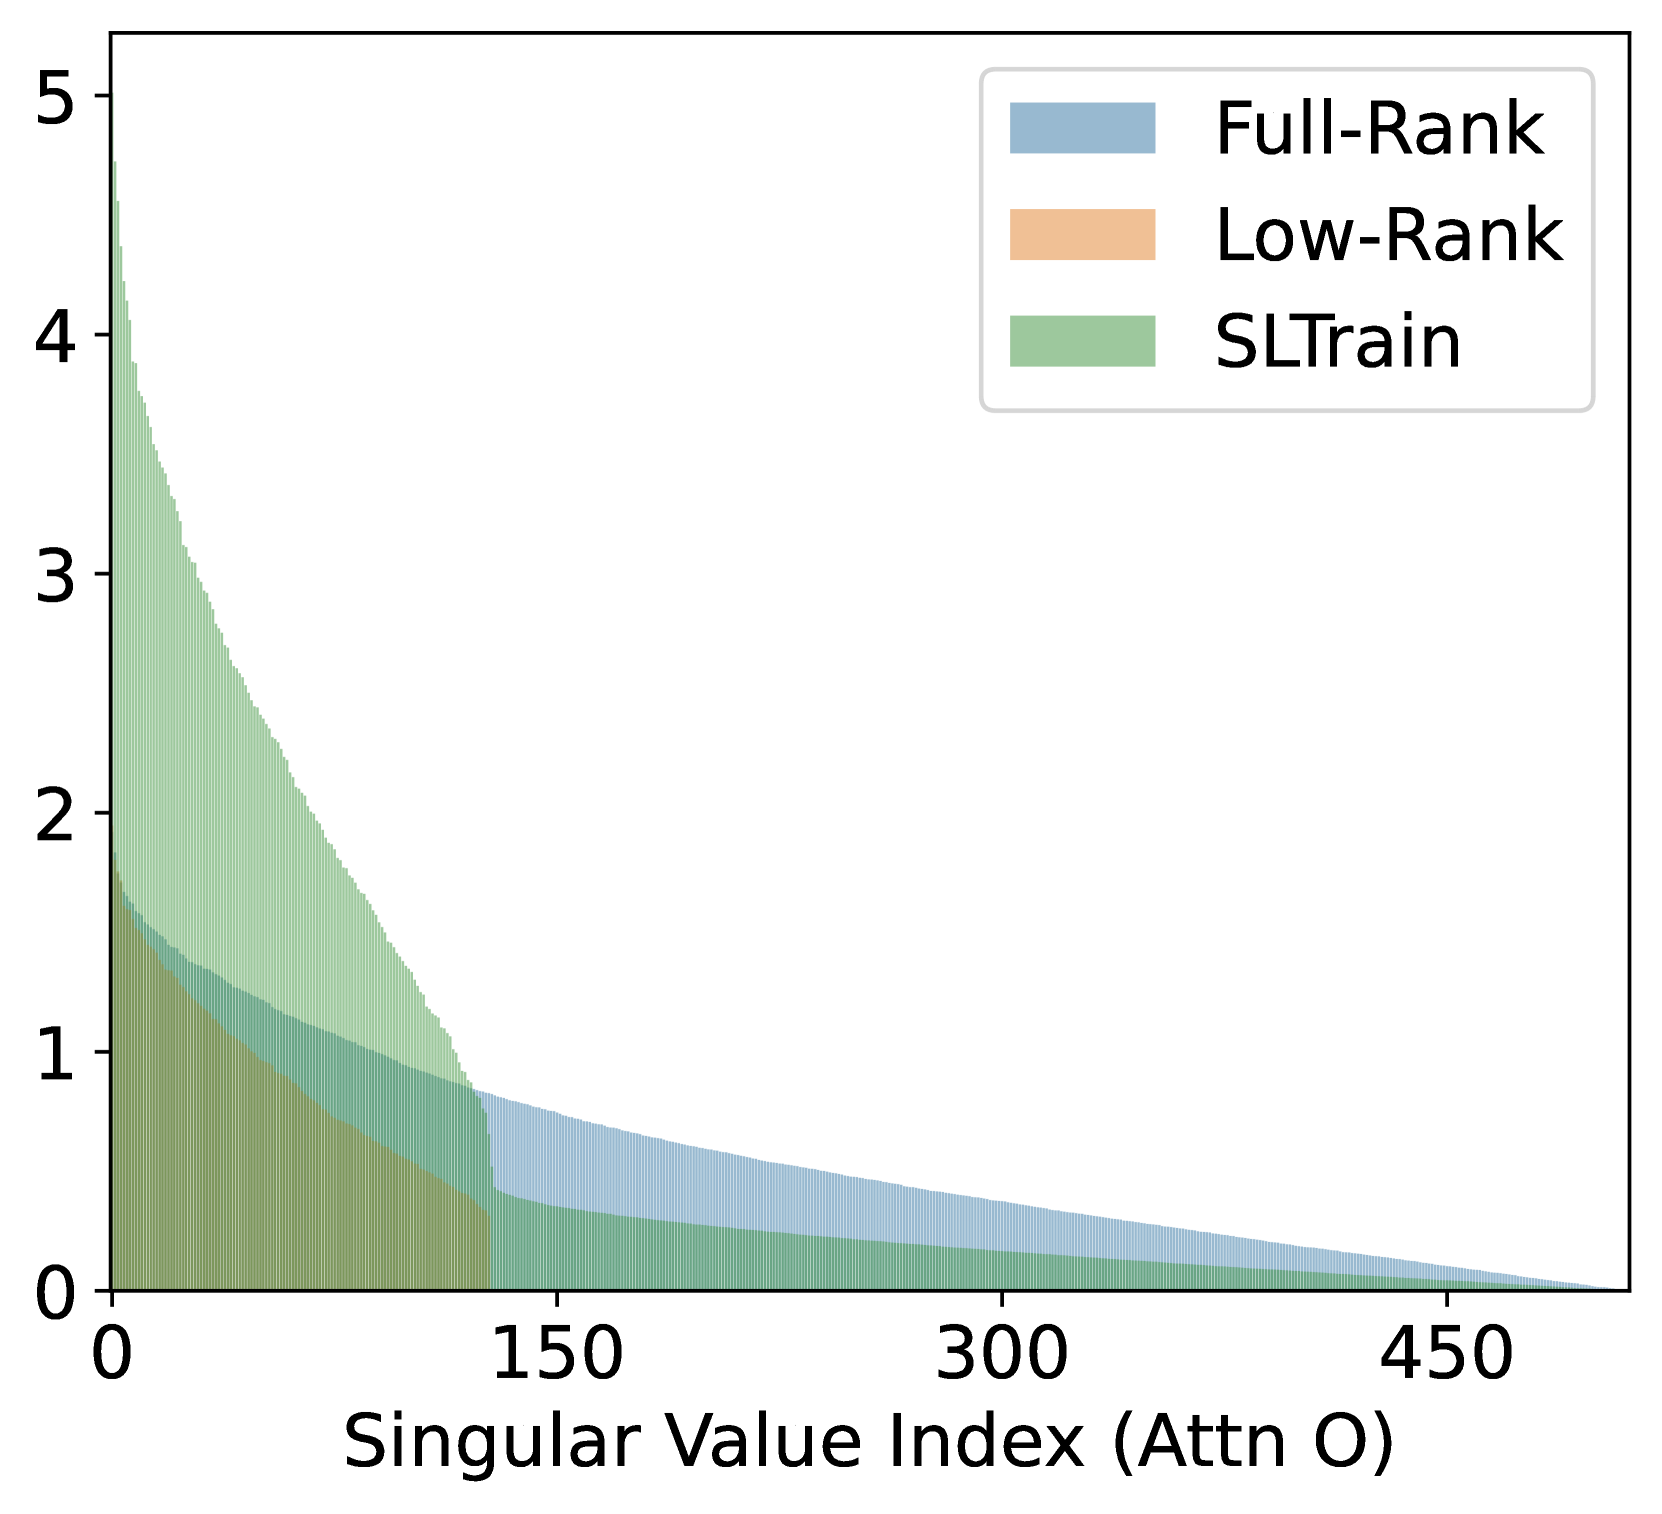 5
4
3
2
1
0
0 150 300 450
Singular Value Index (Attn O)
Full-Rank
Low-Rank
SLTrain